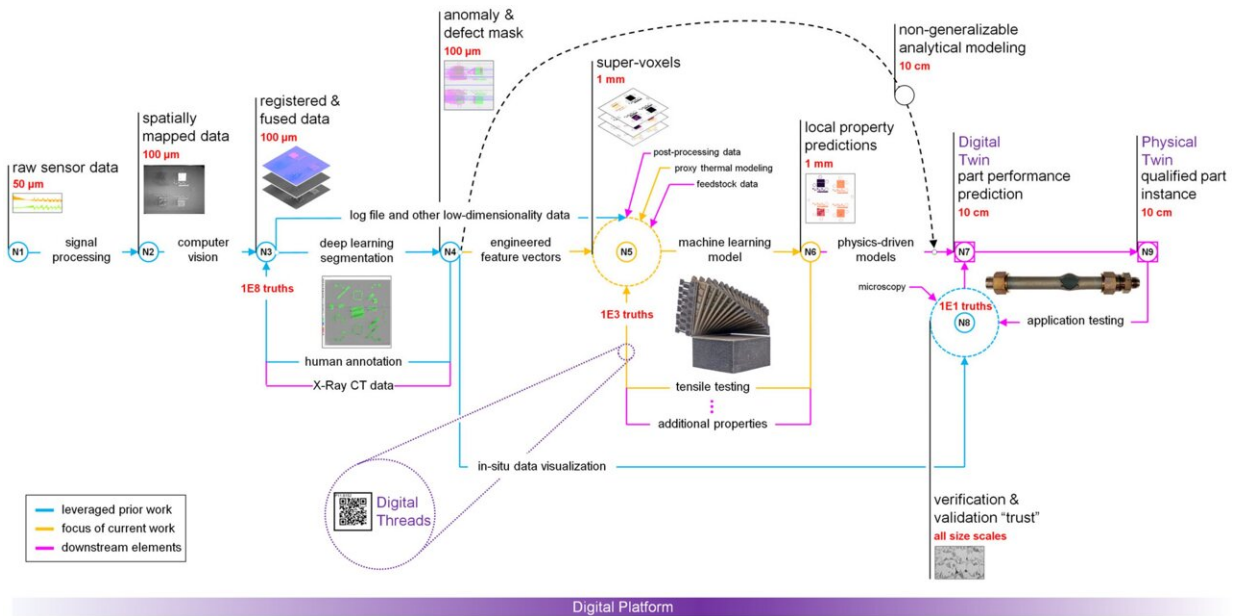 raw sensor data
50 µm
spatially
mapped data
100 µm
registered &
fused data
100 µm
anomaly &
defect mask
100 µm
super-voxels
1 mm
local property
predictions
1 mm
non-generalizable
analytical modeling
10 cm
Digital
Twin
part performance
prediction
10 cm
Physical
Twin
qualified part
instance
10 cm
post-processing data
proxy thermal modeling
feedstock data
log file and other low-dimensionality data
N1
signal
processing
N2
computer
vision
N3
deep learning
segmentation
N4
engineered
feature vectors
N5
machine learning
model
N6
physics-driven
models
N7
N9
1E8 truths
human annotation
X-Ray CT data
1E3 truths
tensile testing
additional properties
microscopy
1E1 truths
N8
application testing
in-situ data visualization
Digital
Threads
verification &
validation “trust”
all size scales
leveraged prior work
focus of current work
downstream elements
Digital Platform